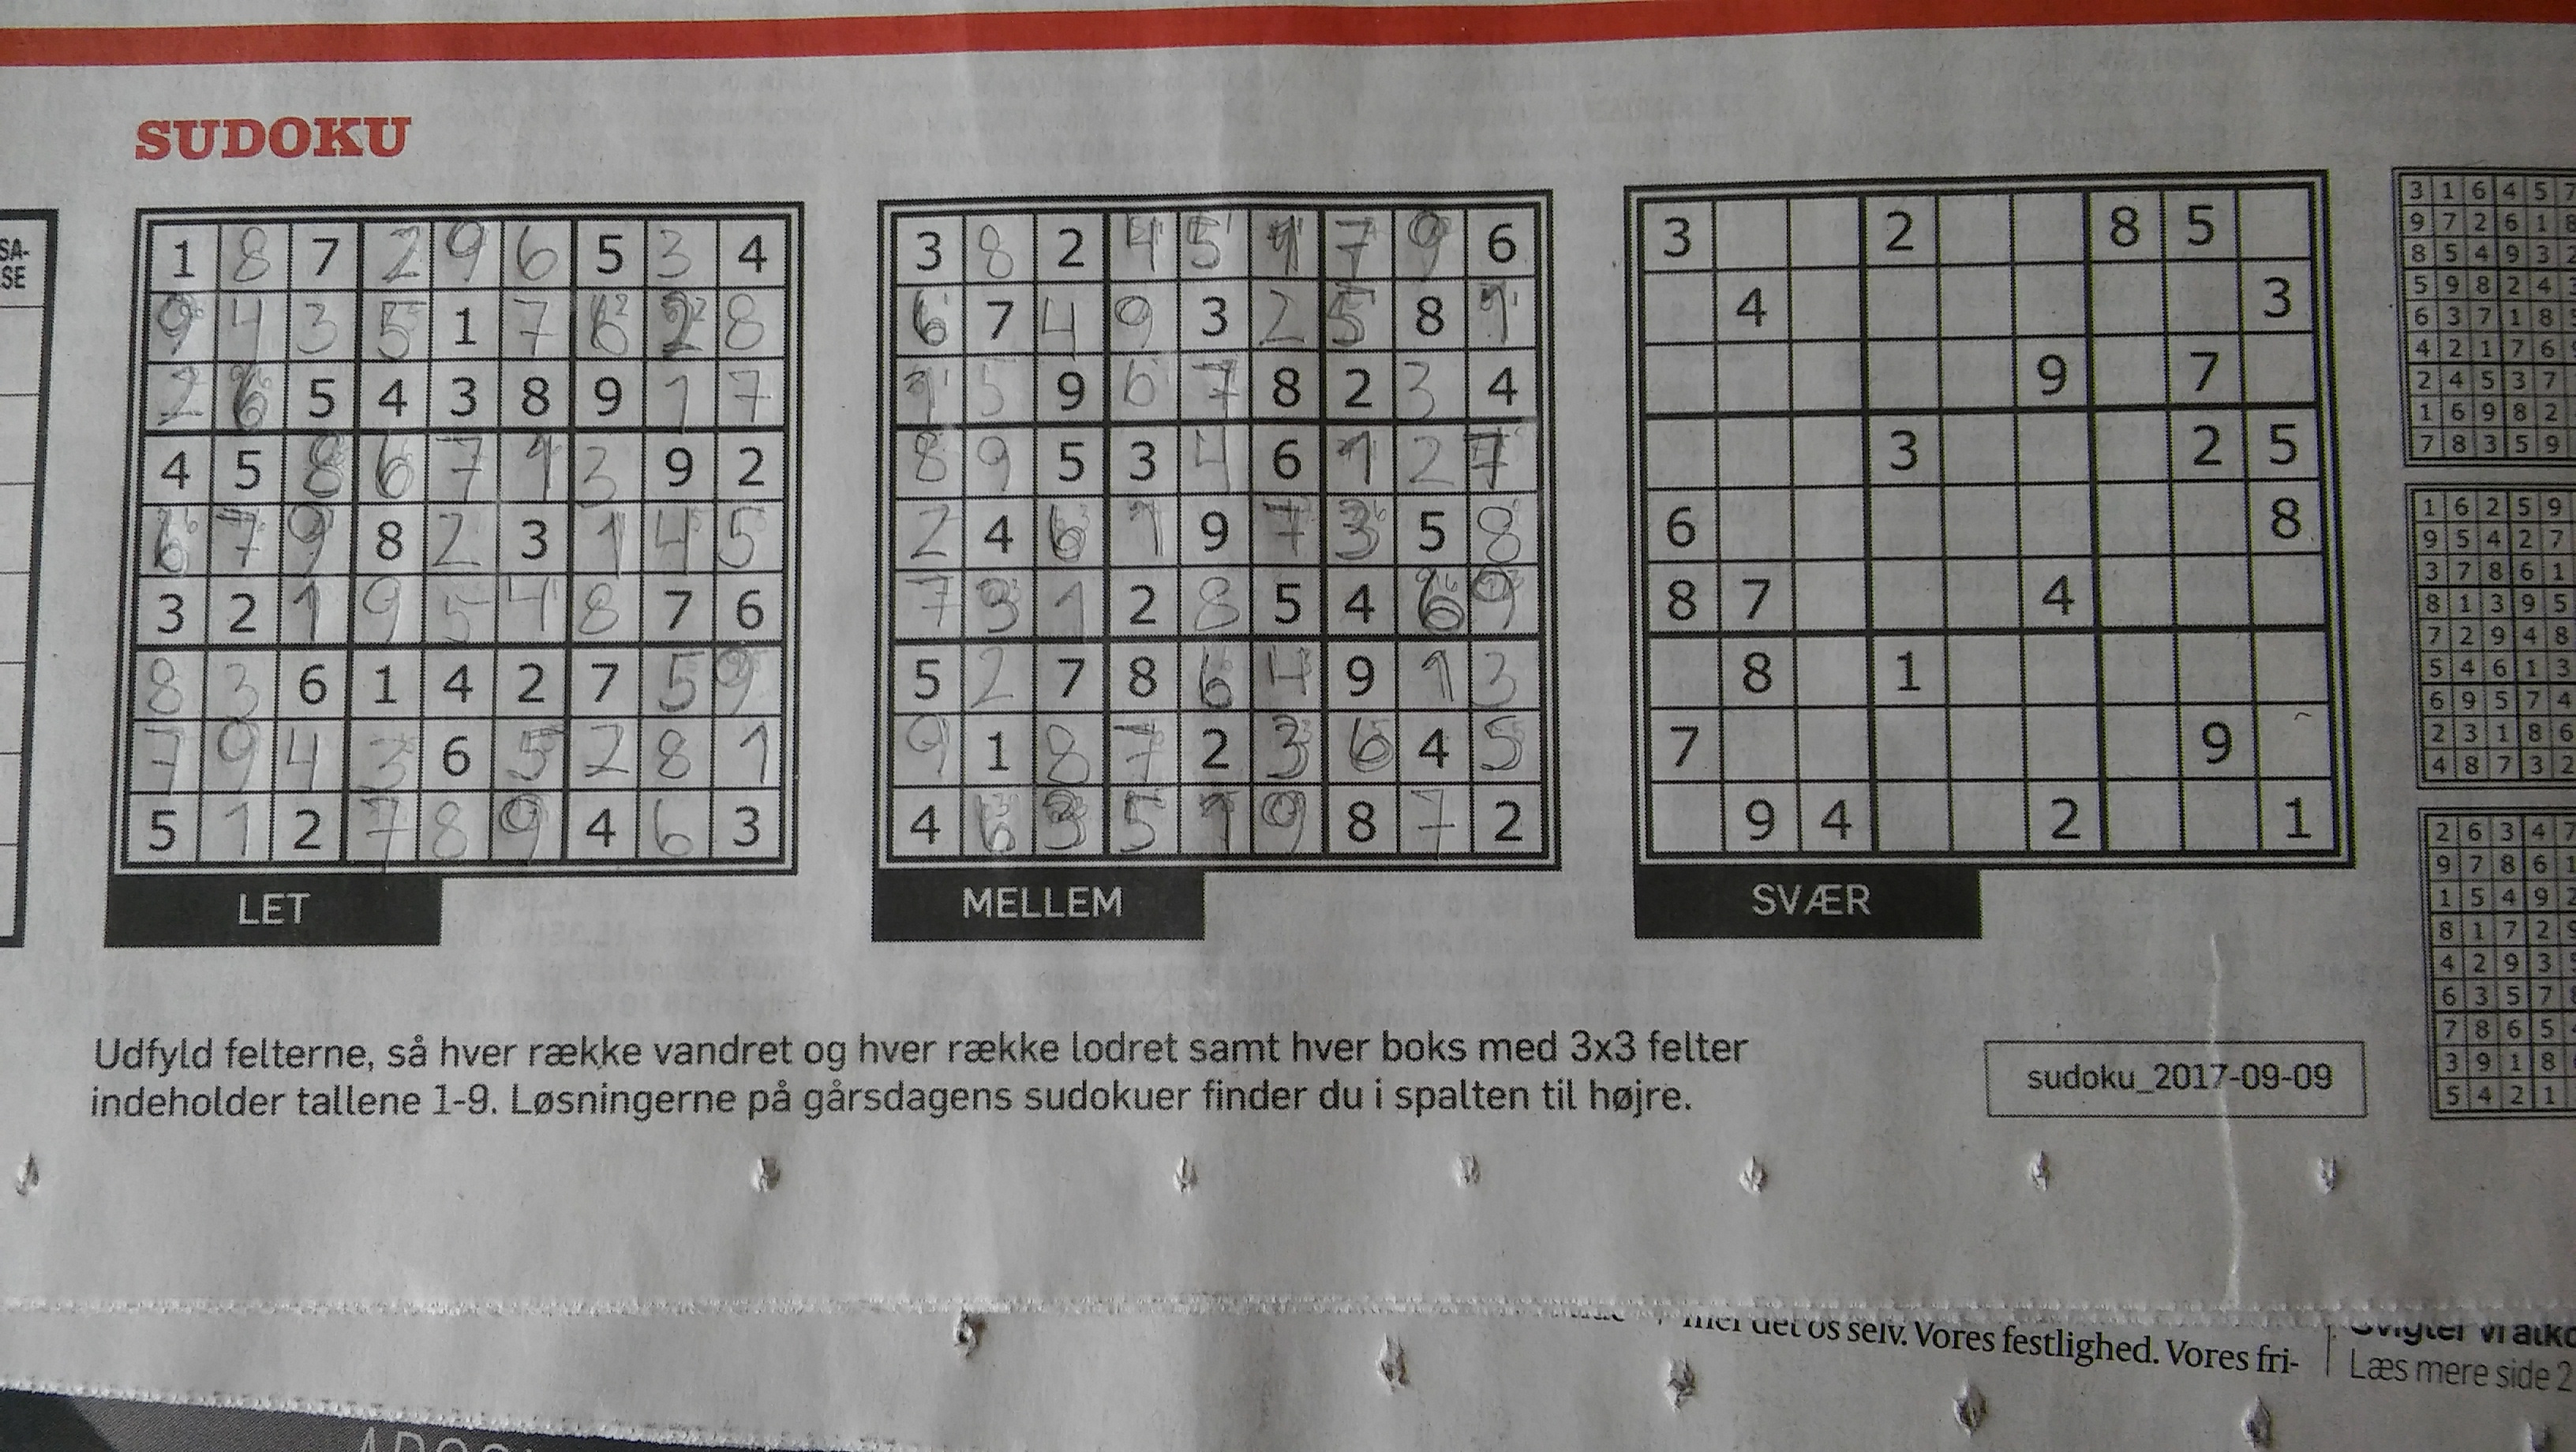 SA-
SE
SUDOKU
1 8 7 2 9 6 5 3 4
9 4 3 5 1 7 6 2 8
2 6 5 4 3 8 9 1 7
4 5 8 6 7 1 3 9 2
6 7 9 8 2 3 1 4 5
3 2 1 9 5 4 8 7 6
8 3 6 1 4 2 7 5 9
7 9 4 3 6 5 2 8 1
5 1 2 7 8 9 4 6 3
LET
3 8 2 4 5 1 7 9 6
6 7 4 9 3 2 5 8 1
1 5 9 6 7 8 2 3 4
8 9 5 3 4 6 1 2 7
2 4 6 1 9 7 3 5 8
7 3 1 2 8 5 4 6 9
5 2 7 8 6 4 9 1 3
9 1 8 7 2 3 6 4 5
4 6 3 5 1 9 8 7 2
MELLEM
3 2 8 5
4 3
9 7
3 2 5
6 8
8 7 4
8 1
7 9
9 4 2 1
SVÆR
3 1 6 4 5 7
9 7 2 6 1 8
8 5 4 9 3 2
5 9 8 2 4 3
6 3 7 1 8
4 2 1 7 6
2 4 5 3 7
1 6 9 8 2
7 8 3 5 9
1 6 2 5 9
9 5 4 2 7
3 7 8 6 1
8 1 3 9 5
7 2 9 4 8
5 4 6 1 3
6 9 5 7 4
2 3 1 8 6
4 8 7 3 2
2 6 3 4 7
9 7 8 6 1
1 5 4 9 2
8 1 7 2
4 2 9 3
6 3 5 7
7 8 6 5
3 9 1 8
5 4 2 1
Udfyld felterne, så hver række vandret og hver række lodret samt hver boks med 3x3 felter
indeholder tallene 1-9. Løsningerne på gårsdagens sudokuer finder du i spalten til højre.
sudoku_2017-09-09
det os selv. Vores festlighed. Vores fri-
Læs mere side 2